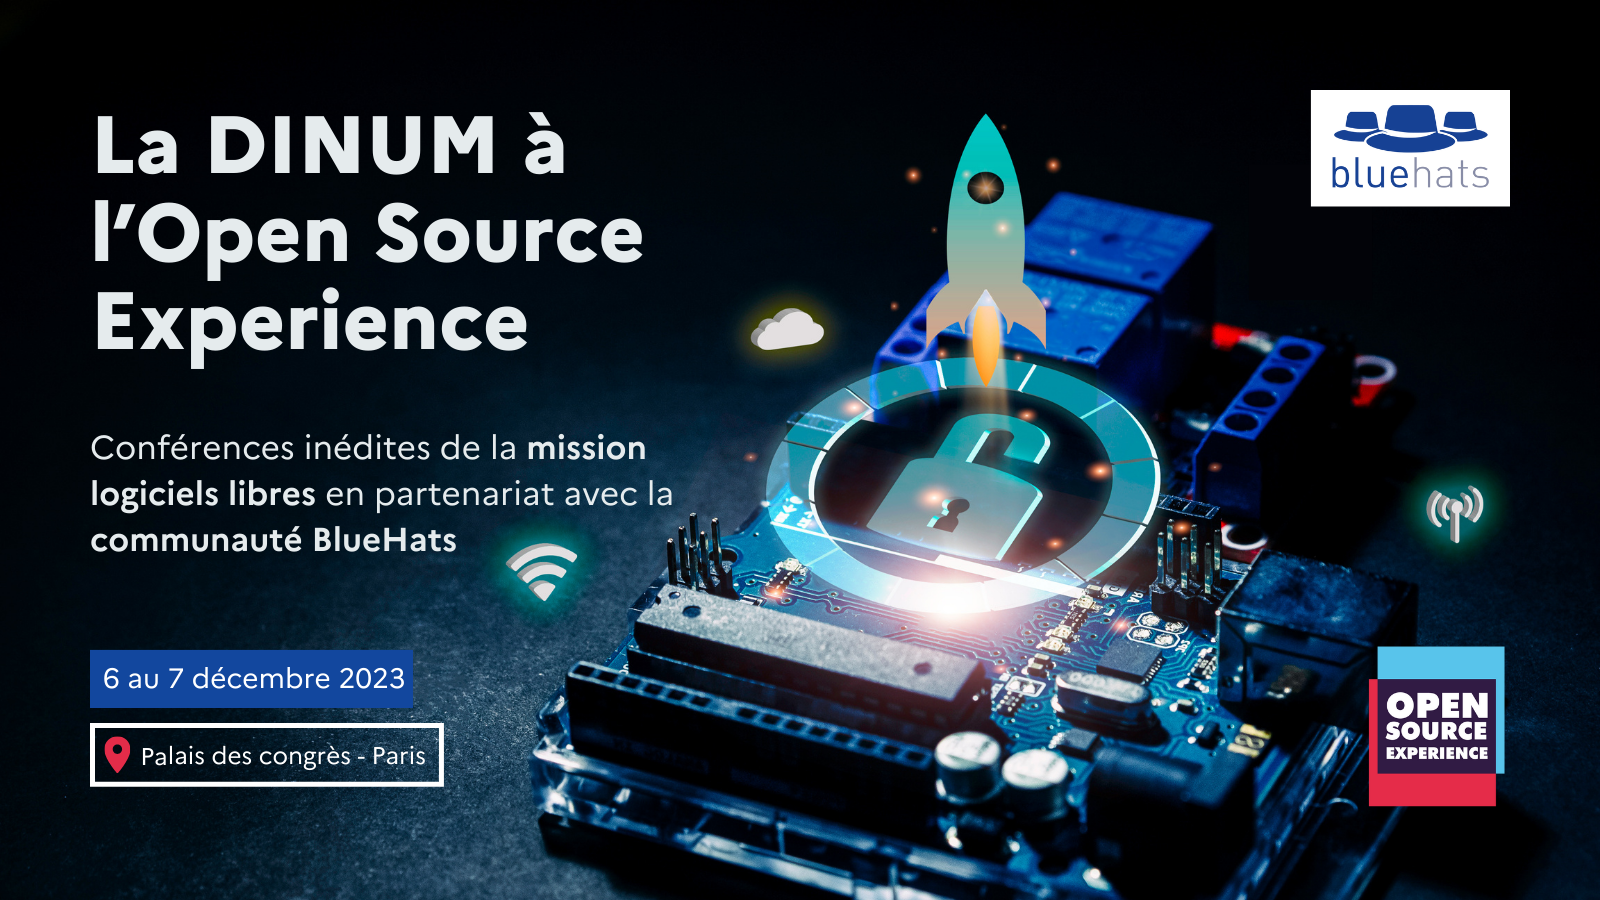 La DINUM à
l’Open Source
Experience
Conférences inédites de la mission
logiciels libres en partenariat avec la
communauté BlueHats
6 au 7 décembre 2023
Palais des congrès - Paris
bluehats
OPEN
SOURCE
EXPERIENCE